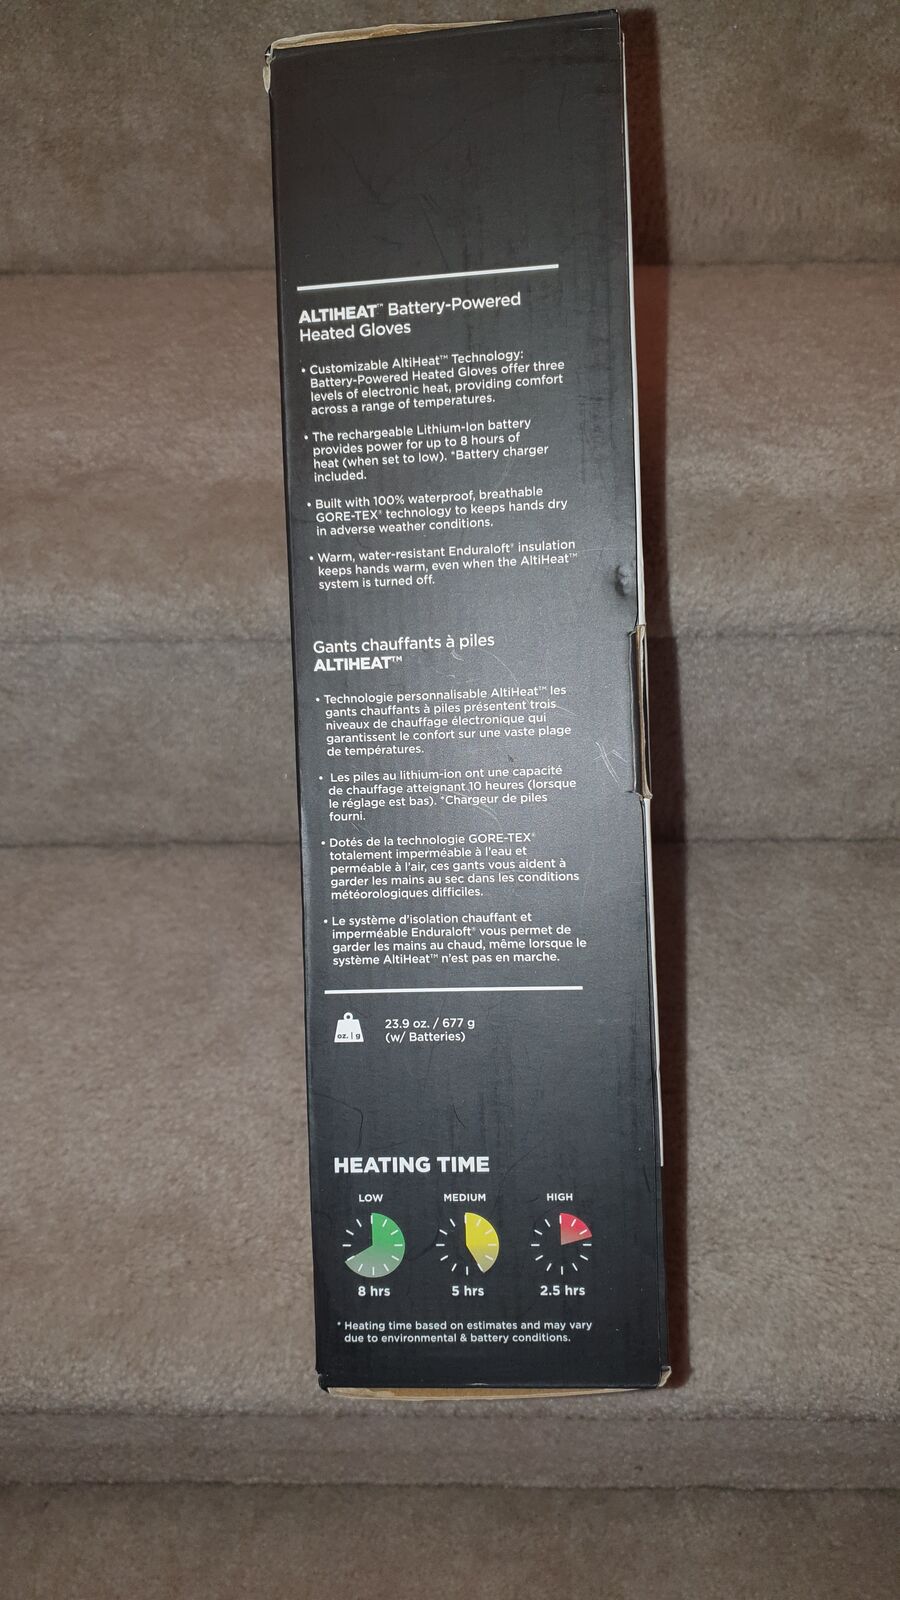 ALTIHEAT™ Battery-Powered
Heated Gloves
• Customizable AltiHeat™ Technology:
Battery-Powered Heated Gloves offer three
levels of electronic heat, providing comfort
across a range of temperatures.
• The rechargeable Lithium-Ion battery
provides power for up to 8 hours of
heat (when set to low). *Battery charger
included.
• Built with 100% waterproof, breathable
GORE-TEX® technology to keeps hands dry
in adverse weather conditions.
• Warm, water-resistant Enduraloft® insulation
keeps hands warm, even when the AltiHeat™
system is turned off.
Gants chauffants à piles
ALTIHEAT™
• Technologie personnalisable AltiHeat™ les
gants chauffants à piles présentent trois
niveaux de chauffage électronique qui
garantissent le confort sur une vaste plage
de températures.
• Les piles au lithium-ion ont une capacité
de chauffage atteignant 10 heures (lorsque
le réglage est bas). *Chargeur de piles
fourni.
• Dotés de la technologie GORE-TEX®
totalement imperméable à l'eau et
perméable à l'air, ces gants vous aident à
garder les mains au sec dans les conditions
météorologiques difficiles.
• Le système d'isolation chauffant et
imperméable Enduraloft® vous permet de
garder les mains au chaud, même lorsque le
système AltiHeat™ n'est pas en marche.
oz. | g
23.9 oz. / 677 g
(w/ Batteries)
HEATING TIME
LOW MEDIUM HIGH
8 hrs 5 hrs 2.5 hrs
* Heating time based on estimates and may vary
due to environmental & battery conditions.